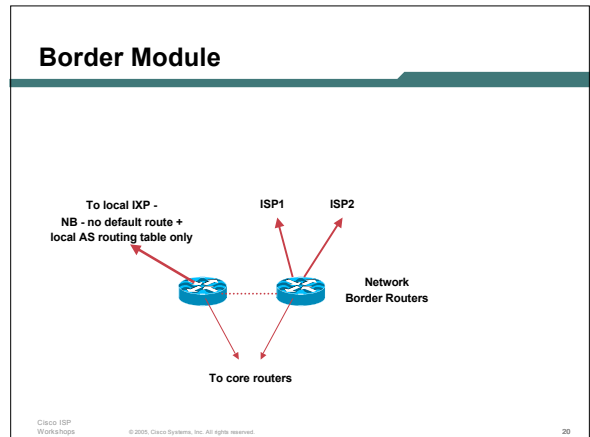 Border Module
To local IXP -
NB - no default route +
local AS routing table only
ISP1
ISP2
Network
Border Routers
To core routers
Cisco ISP
Workshops
© 2005, Cisco Systems, Inc. All rights reserved.
20